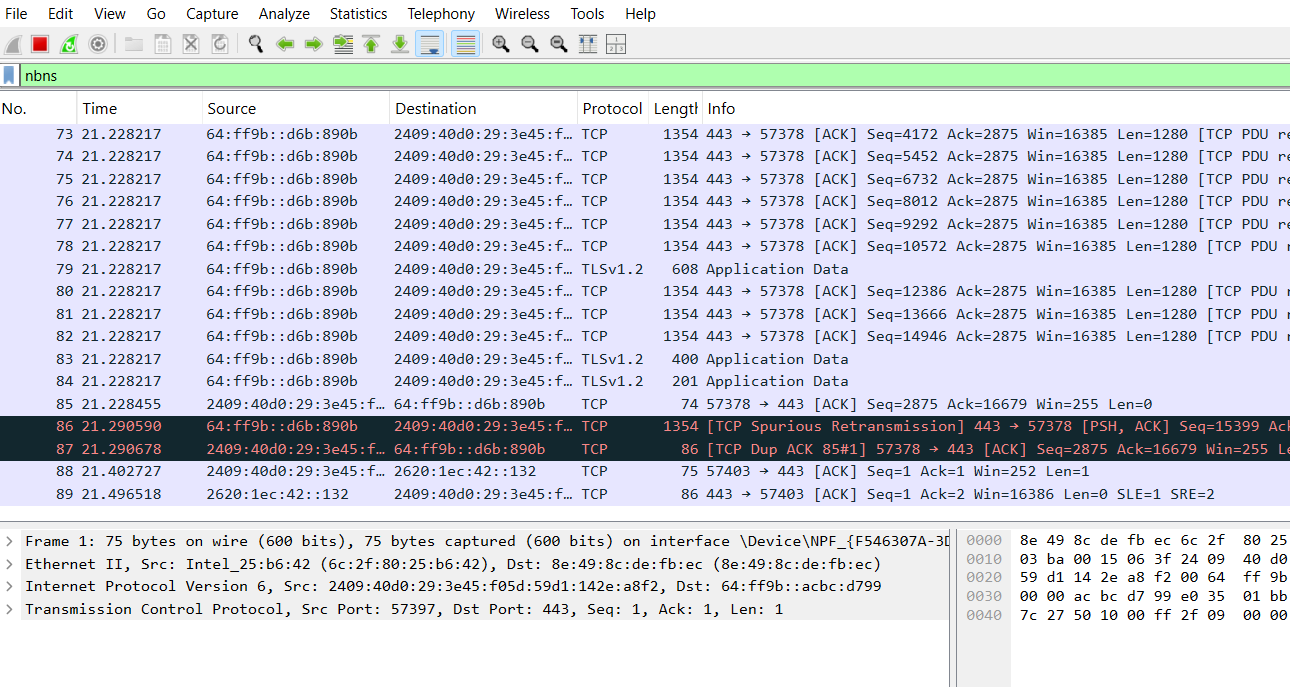 File Edit View Go Capture Analyze Statistics Telephony Wireless Tools Help
nbns
No. Time Source Destination Protocol Length Info
73 21.228217 64:ff9b::d6b:890b 2409:40d0:29:3e45:f… TCP 1354 443 → 57378 [ACK] Seq=4172 Ack=2875 Win=16385 Len=1280 [TCP PDU re
74 21.228217 64:ff9b::d6b:890b 2409:40d0:29:3e45:f… TCP 1354 443 → 57378 [ACK] Seq=5452 Ack=2875 Win=16385 Len=1280 [TCP PDU re
75 21.228217 64:ff9b::d6b:890b 2409:40d0:29:3e45:f… TCP 1354 443 → 57378 [ACK] Seq=6732 Ack=2875 Win=16385 Len=1280 [TCP PDU re
76 21.228217 64:ff9b::d6b:890b 2409:40d0:29:3e45:f… TCP 1354 443 → 57378 [ACK] Seq=8012 Ack=2875 Win=16385 Len=1280 [TCP PDU re
77 21.228217 64:ff9b::d6b:890b 2409:40d0:29:3e45:f… TCP 1354 443 → 57378 [ACK] Seq=9292 Ack=2875 Win=16385 Len=1280 [TCP PDU re
78 21.228217 64:ff9b::d6b:890b 2409:40d0:29:3e45:f… TCP 1354 443 → 57378 [ACK] Seq=10572 Ack=2875 Win=16385 Len=1280 [TCP PDU
79 21.228217 64:ff9b::d6b:890b 2409:40d0:29:3e45:f… TLSv1.2 608 Application Data
80 21.228217 64:ff9b::d6b:890b 2409:40d0:29:3e45:f… TCP 1354 443 → 57378 [ACK] Seq=12386 Ack=2875 Win=16385 Len=1280 [TCP PDU
81 21.228217 64:ff9b::d6b:890b 2409:40d0:29:3e45:f… TCP 1354 443 → 57378 [ACK] Seq=13666 Ack=2875 Win=16385 Len=1280 [TCP PDU
82 21.228217 64:ff9b::d6b:890b 2409:40d0:29:3e45:f… TCP 1354 443 → 57378 [ACK] Seq=14946 Ack=2875 Win=16385 Len=1280 [TCP PDU
83 21.228217 64:ff9b::d6b:890b 2409:40d0:29:3e45:f… TLSv1.2 400 Application Data
84 21.228217 64:ff9b::d6b:890b 2409:40d0:29:3e45:f… TLSv1.2 201 Application Data
85 21.228455 2409:40d0:29:3e45:f… 64:ff9b::d6b:890b TCP 74 57378 → 443 [ACK] Seq=2875 Ack=16679 Win=255 Len=0
86 21.290590 64:ff9b::d6b:890b 2409:40d0:29:3e45:f… TCP 1354 [TCP Spurious Retransmission] 443 → 57378 [PSH, ACK] Seq=15399 Ack
87 21.290678 2409:40d0:29:3e45:f… 64:ff9b::d6b:890b TCP 86 [TCP Dup ACK 85#1] 57378 → 443 [ACK] Seq=2875 Ack=16679 Win=255 Le
88 21.402727 2409:40d0:29:3e45:f… 2620:1ec:42::132 TCP 75 57403 → 443 [ACK] Seq=1 Ack=1 Win=252 Len=1
89 21.496518 2620:1ec:42::132 2409:40d0:29:3e45:f… TCP 86 443 → 57403 [ACK] Seq=1 Ack=2 Win=16386 Len=0 SLE=1 SRE=2
Frame 1: 75 bytes on wire (600 bits), 75 bytes captured (600 bits) on interface \Device\NPF_{F546307A-3D
Ethernet II, Src: Intel_25:b6:42 (6c:2f:80:25:b6:42), Dst: 8e:49:8c:de:fb:ec (8e:49:8c:de:fb:ec)
Internet Protocol Version 6, Src: 2409:40d0:29:3e45:f05d:59d1:142e:a8f2, Dst: 64:ff9b::acbc:d799
Transmission Control Protocol, Src Port: 57397, Dst Port: 443, Seq: 1, Ack: 1, Len: 1
0000 8e 49 8c de fb ec 6c 2f 80 25
0010 03 ba 00 15 06 3f 24 09 40 d0
0020 59 d1 14 2e a8 f2 00 64 ff 9b
0030 00 00 ac bc d7 99 e0 35 01 bb
0040 7c 27 50 10 00 ff 2f 09 00 00